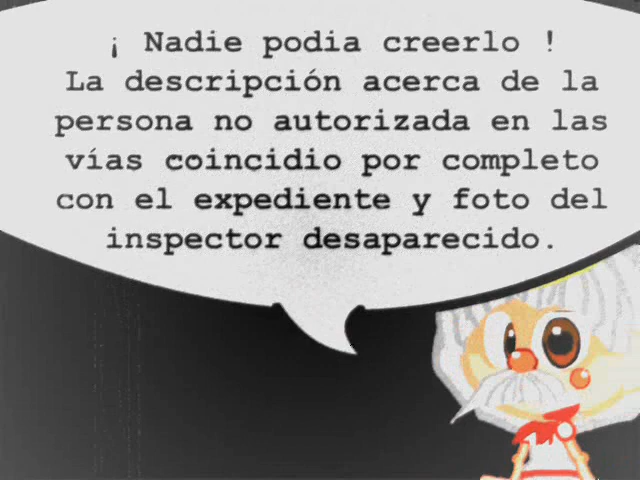 ¡ Nadie podia creerlo !
La descripción acerca de la
persona no autorizada en las
vías coincidio por completo
con el expediente y foto del
inspector desaparecido.